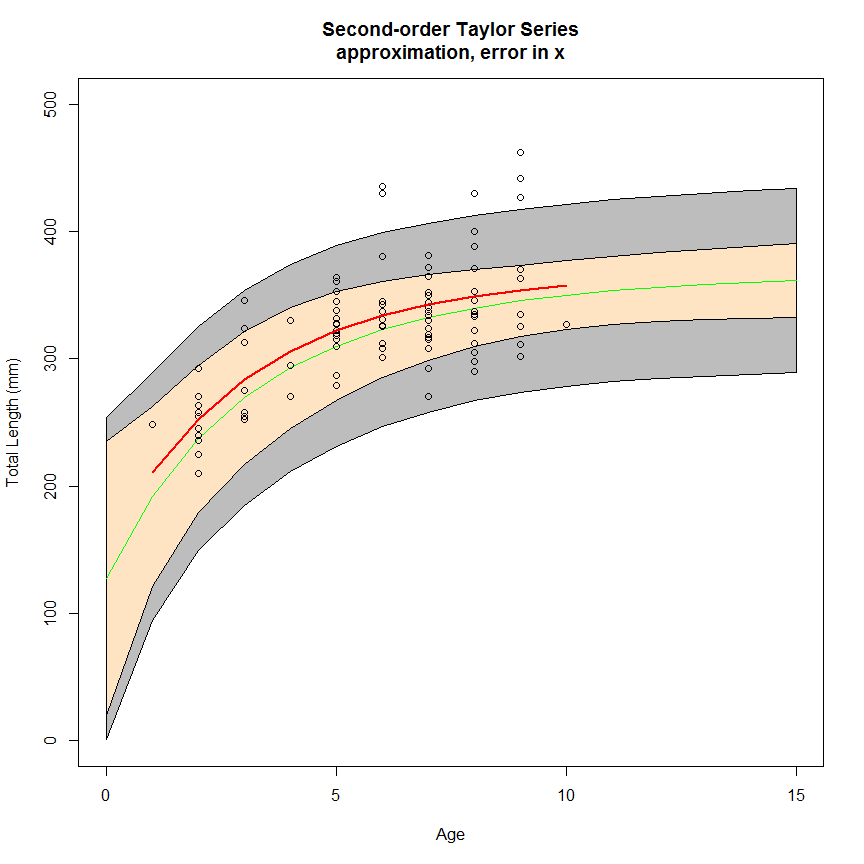 Second-order Taylor Series
approximation, error in x
500
400
300
200
100
0
Total Length (mm)
0 5 10 15
Age